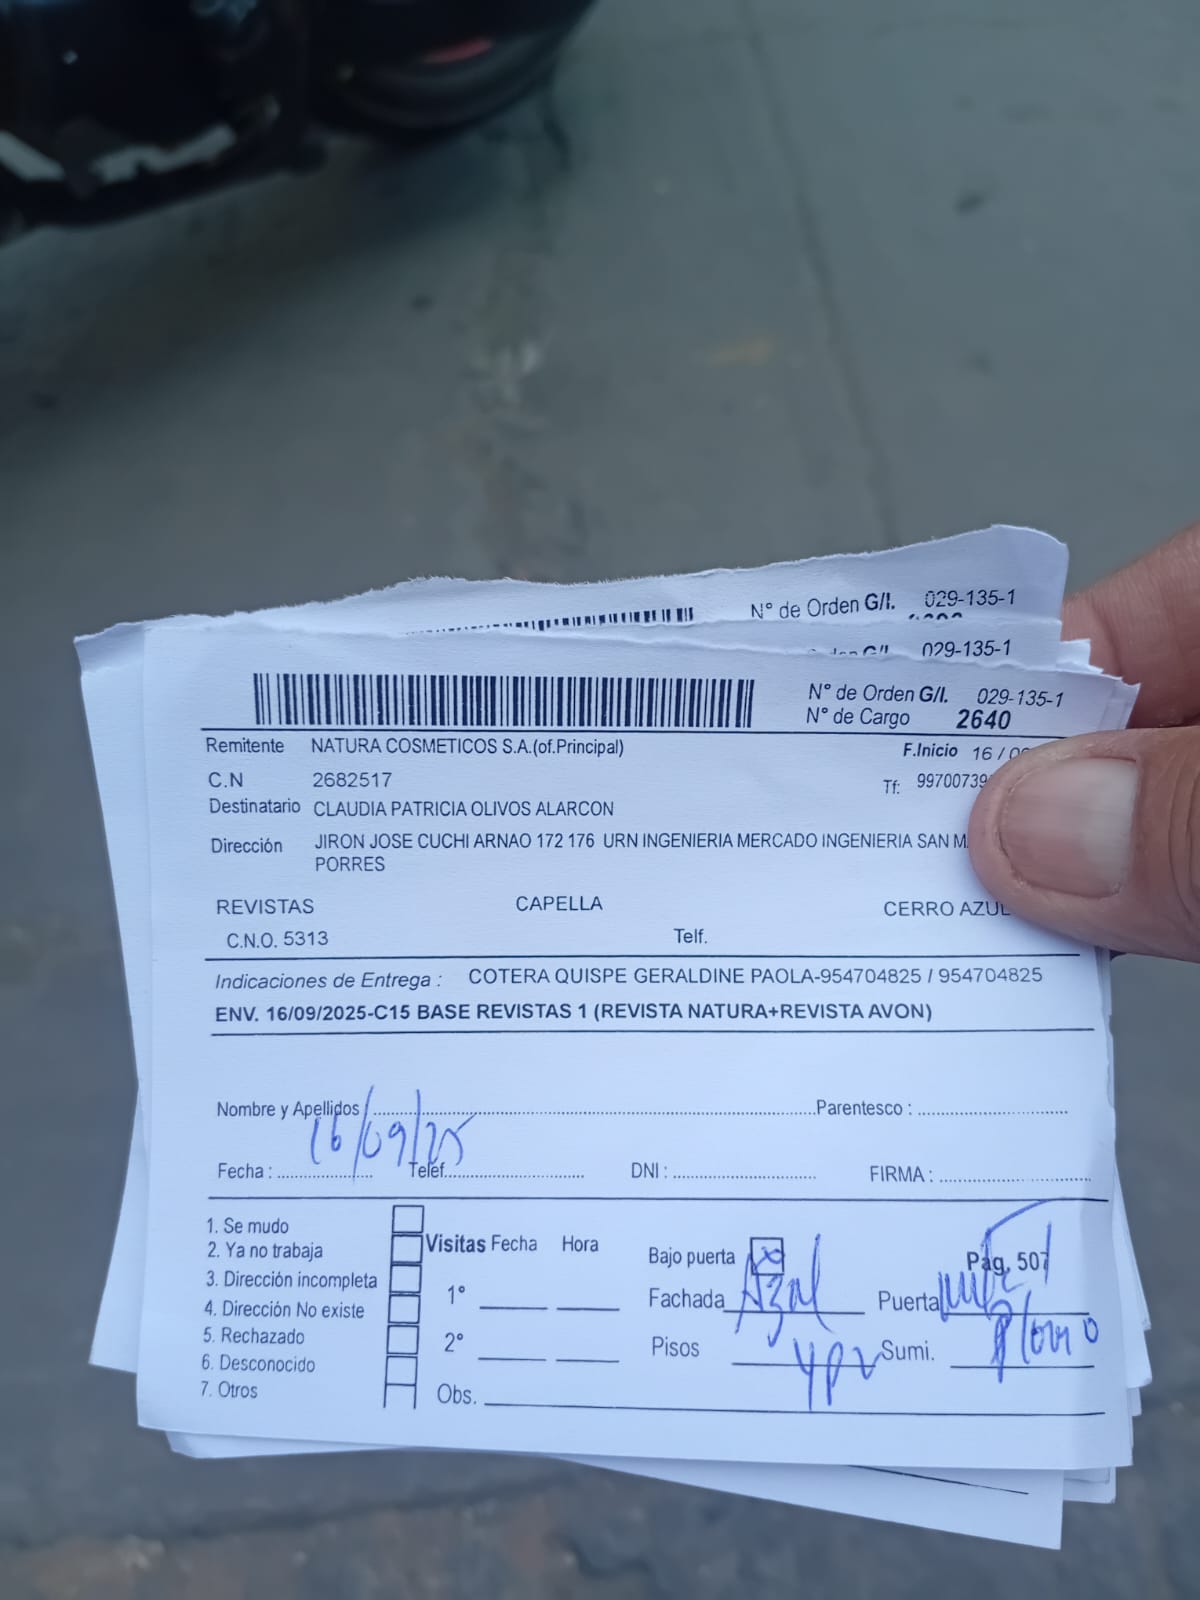 Nº de Orden G/I. 029-135-1
029-135-1
Nº de Orden G/I. 029-135-1
Nº de Cargo 2640
Remitente NATURA COSMETICOS S.A.(of.Principal)
F.Inicio 16 /
C.N 2682517
Tf: 9970073
Destinatario CLAUDIA PATRICIA OLIVOS ALARCON
Dirección JIRON JOSE CUCHI ARNAO 172 176 URN INGENIERIA MERCADO INGENIERIA SAN M
PORRES
REVISTAS CAPELLA CERRO AZUL
C.N.O. 5313 Telf.
Indicaciones de Entrega : COTERA QUISPE GERALDINE PAOLA-954704825 / 954704825
ENV. 16/09/2025-C15 BASE REVISTAS 1 (REVISTA NATURA+REVISTA AVON)
Nombre y Apellidos Parentesco :
16/09/25
Fecha : Telef. DNI : FIRMA :
1. Se mudo
2. Ya no trabaja
3. Dirección incompleta
4. Dirección No existe
5. Rechazado
6. Desconocido
7. Otros
Visitas Fecha Hora
1°
2°
Obs.
Bajo puerta x Pág. 507
Fachada Azul Puerta
Pisos Sumi.